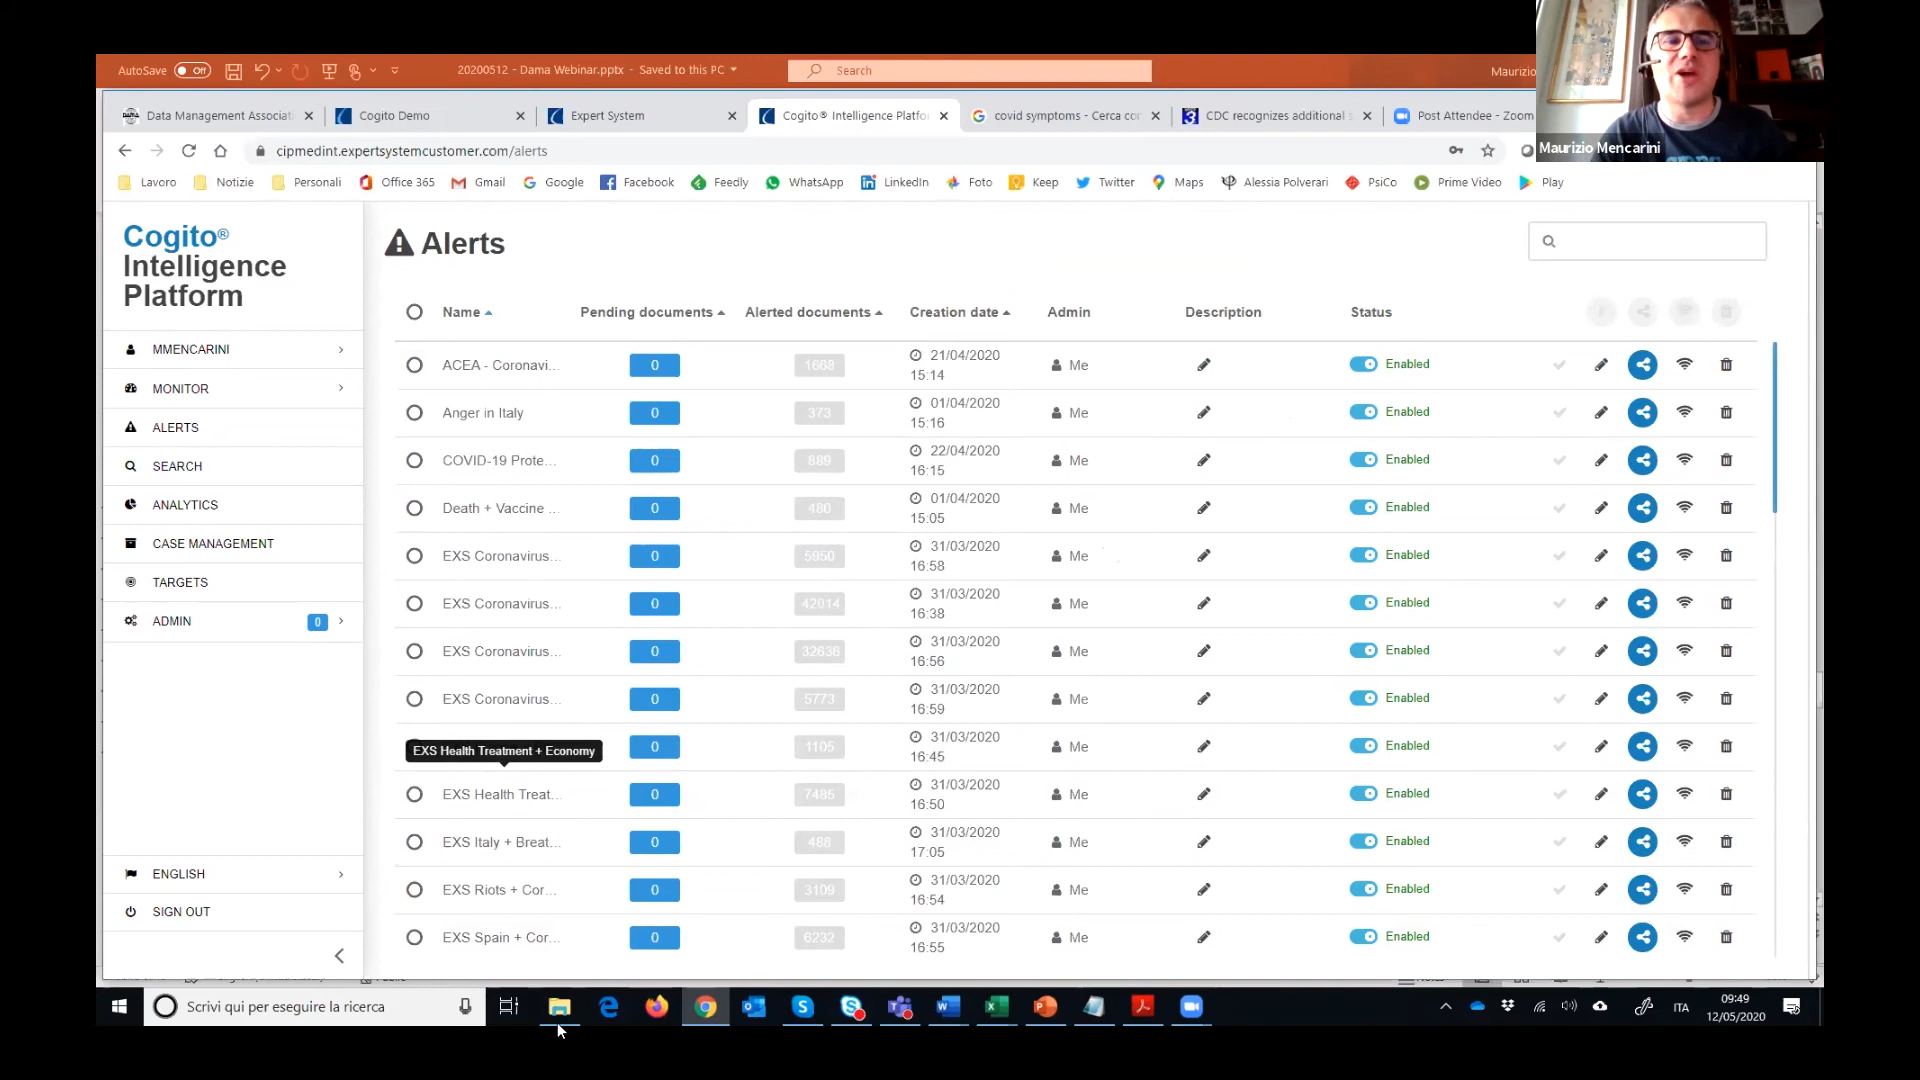 AutoSave Off
20200512 - Dama Webinar.pptx - Saved to this PC
Search
Maurizio
Data Management Associati
Cogito Demo
Expert System
Cogito® Intelligence Platfo
covid symptoms - Cerca con
CDC recognizes additional s
Post Attendee - Zoom
Maurizio Mencarini
cipmedint.expertsystemcustomer.com/alerts
Lavoro
Notizie
Personali
Office 365
Gmail
Google
Facebook
Feedly
WhatsApp
LinkedIn
Foto
Keep
Twitter
Maps
Alessia Polverari
PsiCo
Prime Video
Play
Cogito®
Intelligence
Platform
MMENCARINI
MONITOR
ALERTS
SEARCH
ANALYTICS
CASE MANAGEMENT
TARGETS
ADMIN 0
ENGLISH
SIGN OUT
Alerts
Name Pending documents Alerted documents Creation date Admin Description Status
ACEA - Coronavi... 0 1668 21/04/2020 15:14 Me Enabled
Anger in Italy 0 373 01/04/2020 15:16 Me Enabled
COVID-19 Prote... 0 889 22/04/2020 16:15 Me Enabled
Death + Vaccine ... 0 480 01/04/2020 15:05 Me Enabled
EXS Coronavirus... 0 5950 31/03/2020 16:58 Me Enabled
EXS Coronavirus... 0 42014 31/03/2020 16:38 Me Enabled
EXS Coronavirus... 0 32636 31/03/2020 16:56 Me Enabled
EXS Coronavirus... 0 5773 31/03/2020 16:59 Me Enabled
EXS Health Treatment + Economy 0 1105 31/03/2020 16:45 Me Enabled
EXS Health Treat... 0 7485 31/03/2020 16:50 Me Enabled
EXS Italy + Breat... 0 488 31/03/2020 17:05 Me Enabled
EXS Riots + Cor... 0 3109 31/03/2020 16:54 Me Enabled
EXS Spain + Cor... 0 6232 31/03/2020 16:55 Me Enabled
Scrivi qui per eseguire la ricerca
ITA
09:49
12/05/2020